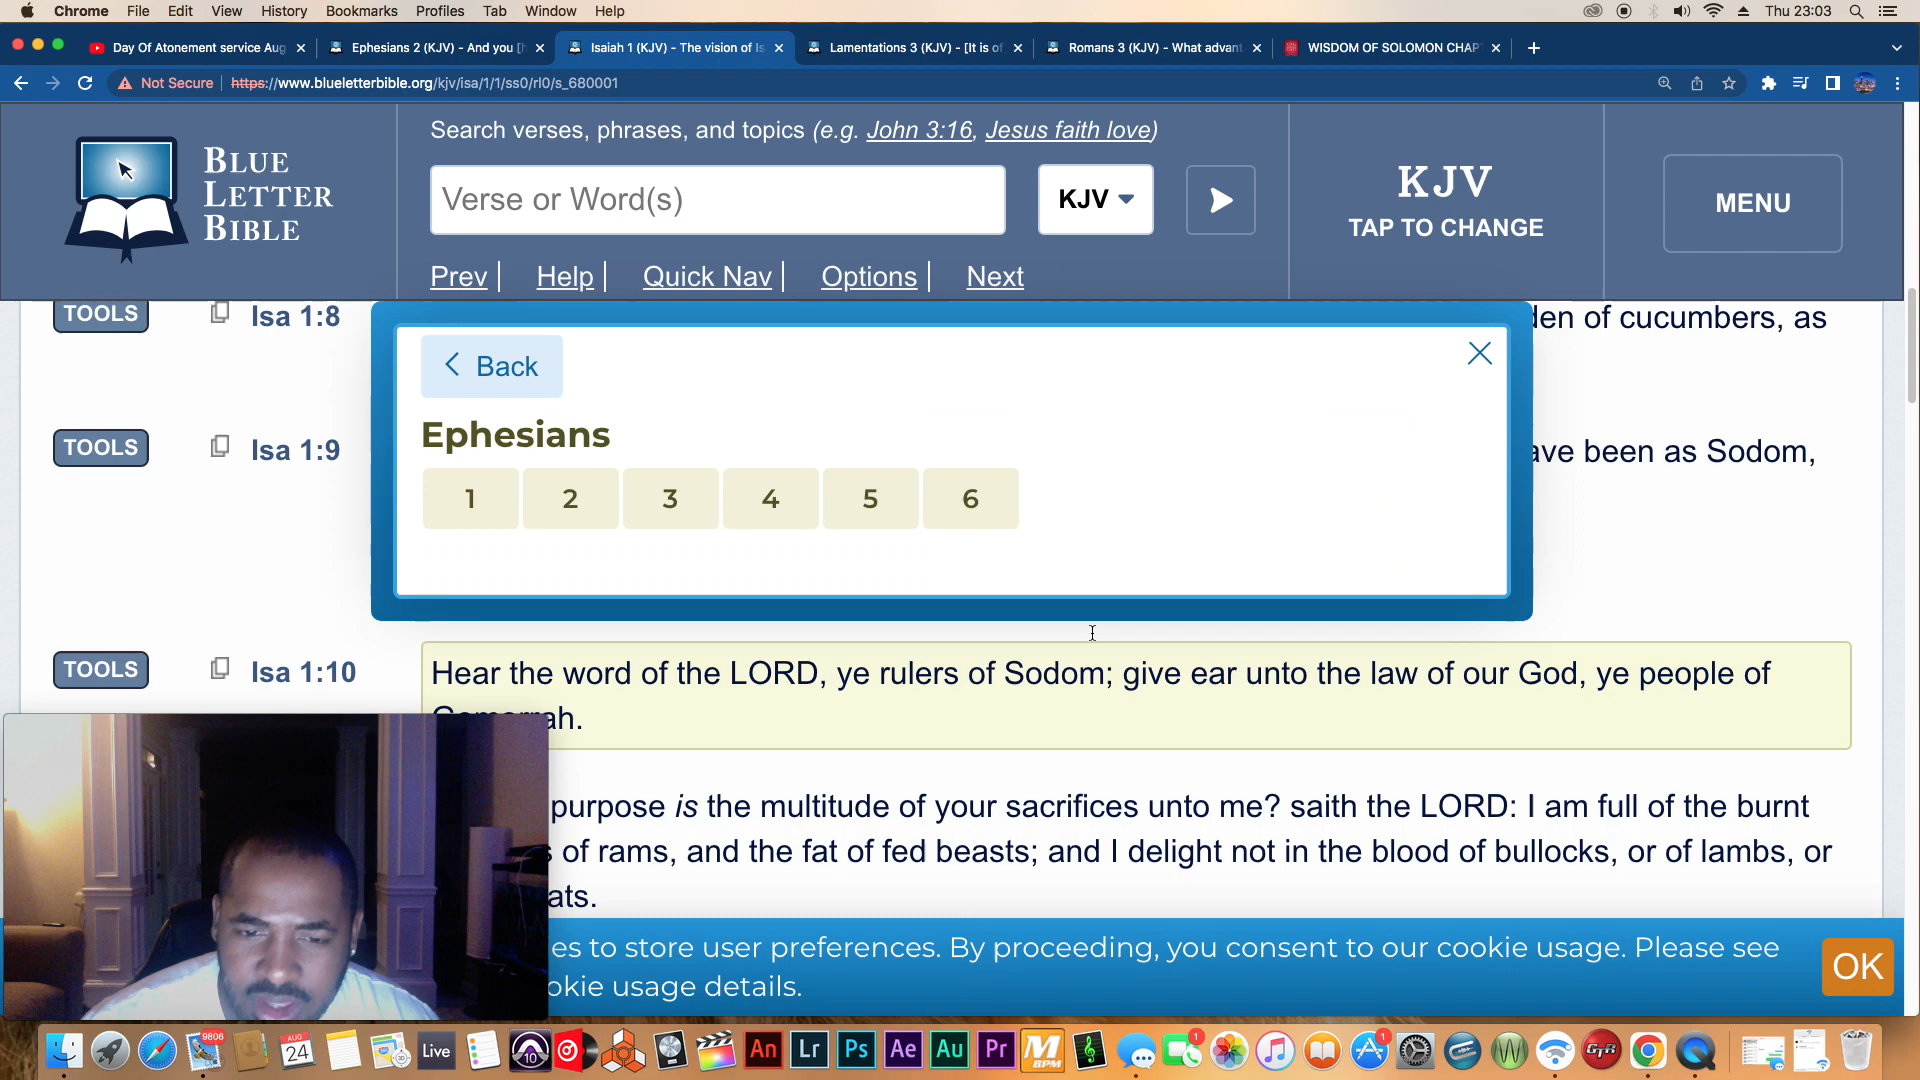 Chrome File Edit View History Bookmarks Profiles Tab Window Help Thu 23:03
Day Of Atonement service Aug
Ephesians 2 (KJV) - And you [h
Isaiah 1 (KJV) - The vision of Is
Lamentations 3 (KJV) - [It is of
Romans 3 (KJV) - What advant
WISDOM OF SOLOMON CHAP
Not Secure https://www.blueletterbible.org/kjv/isa/1/1/ss0/rl0/s_680001
BLUE
LETTER
BIBLE
Search verses, phrases, and topics (e.g. John 3:16, Jesus faith love)
Verse or Word(s)
KJV
Prev | Help | Quick Nav | Options | Next
KJV
TAP TO CHANGE
MENU
TOOLS Isa 1:8 den of cucumbers, as
Back
Ephesians
1 2 3 4 5 6
TOOLS Isa 1:9 ave been as Sodom,
TOOLS Isa 1:10 Hear the word of the LORD, ye rulers of Sodom; give ear unto the law of our God, ye people of
ah.
purpose is the multitude of your sacrifices unto me? saith the LORD: I am full of the burnt
s of rams, and the fat of fed beasts; and I delight not in the blood of bullocks, or of lambs, or
ats.
es to store user preferences. By proceeding, you consent to our cookie usage. Please see
okie usage details.
OK
9806
AUG
24
Live
10
An
Lr
Ps
Ae
Au
Pr
M
BPM
1
1
W
GTR